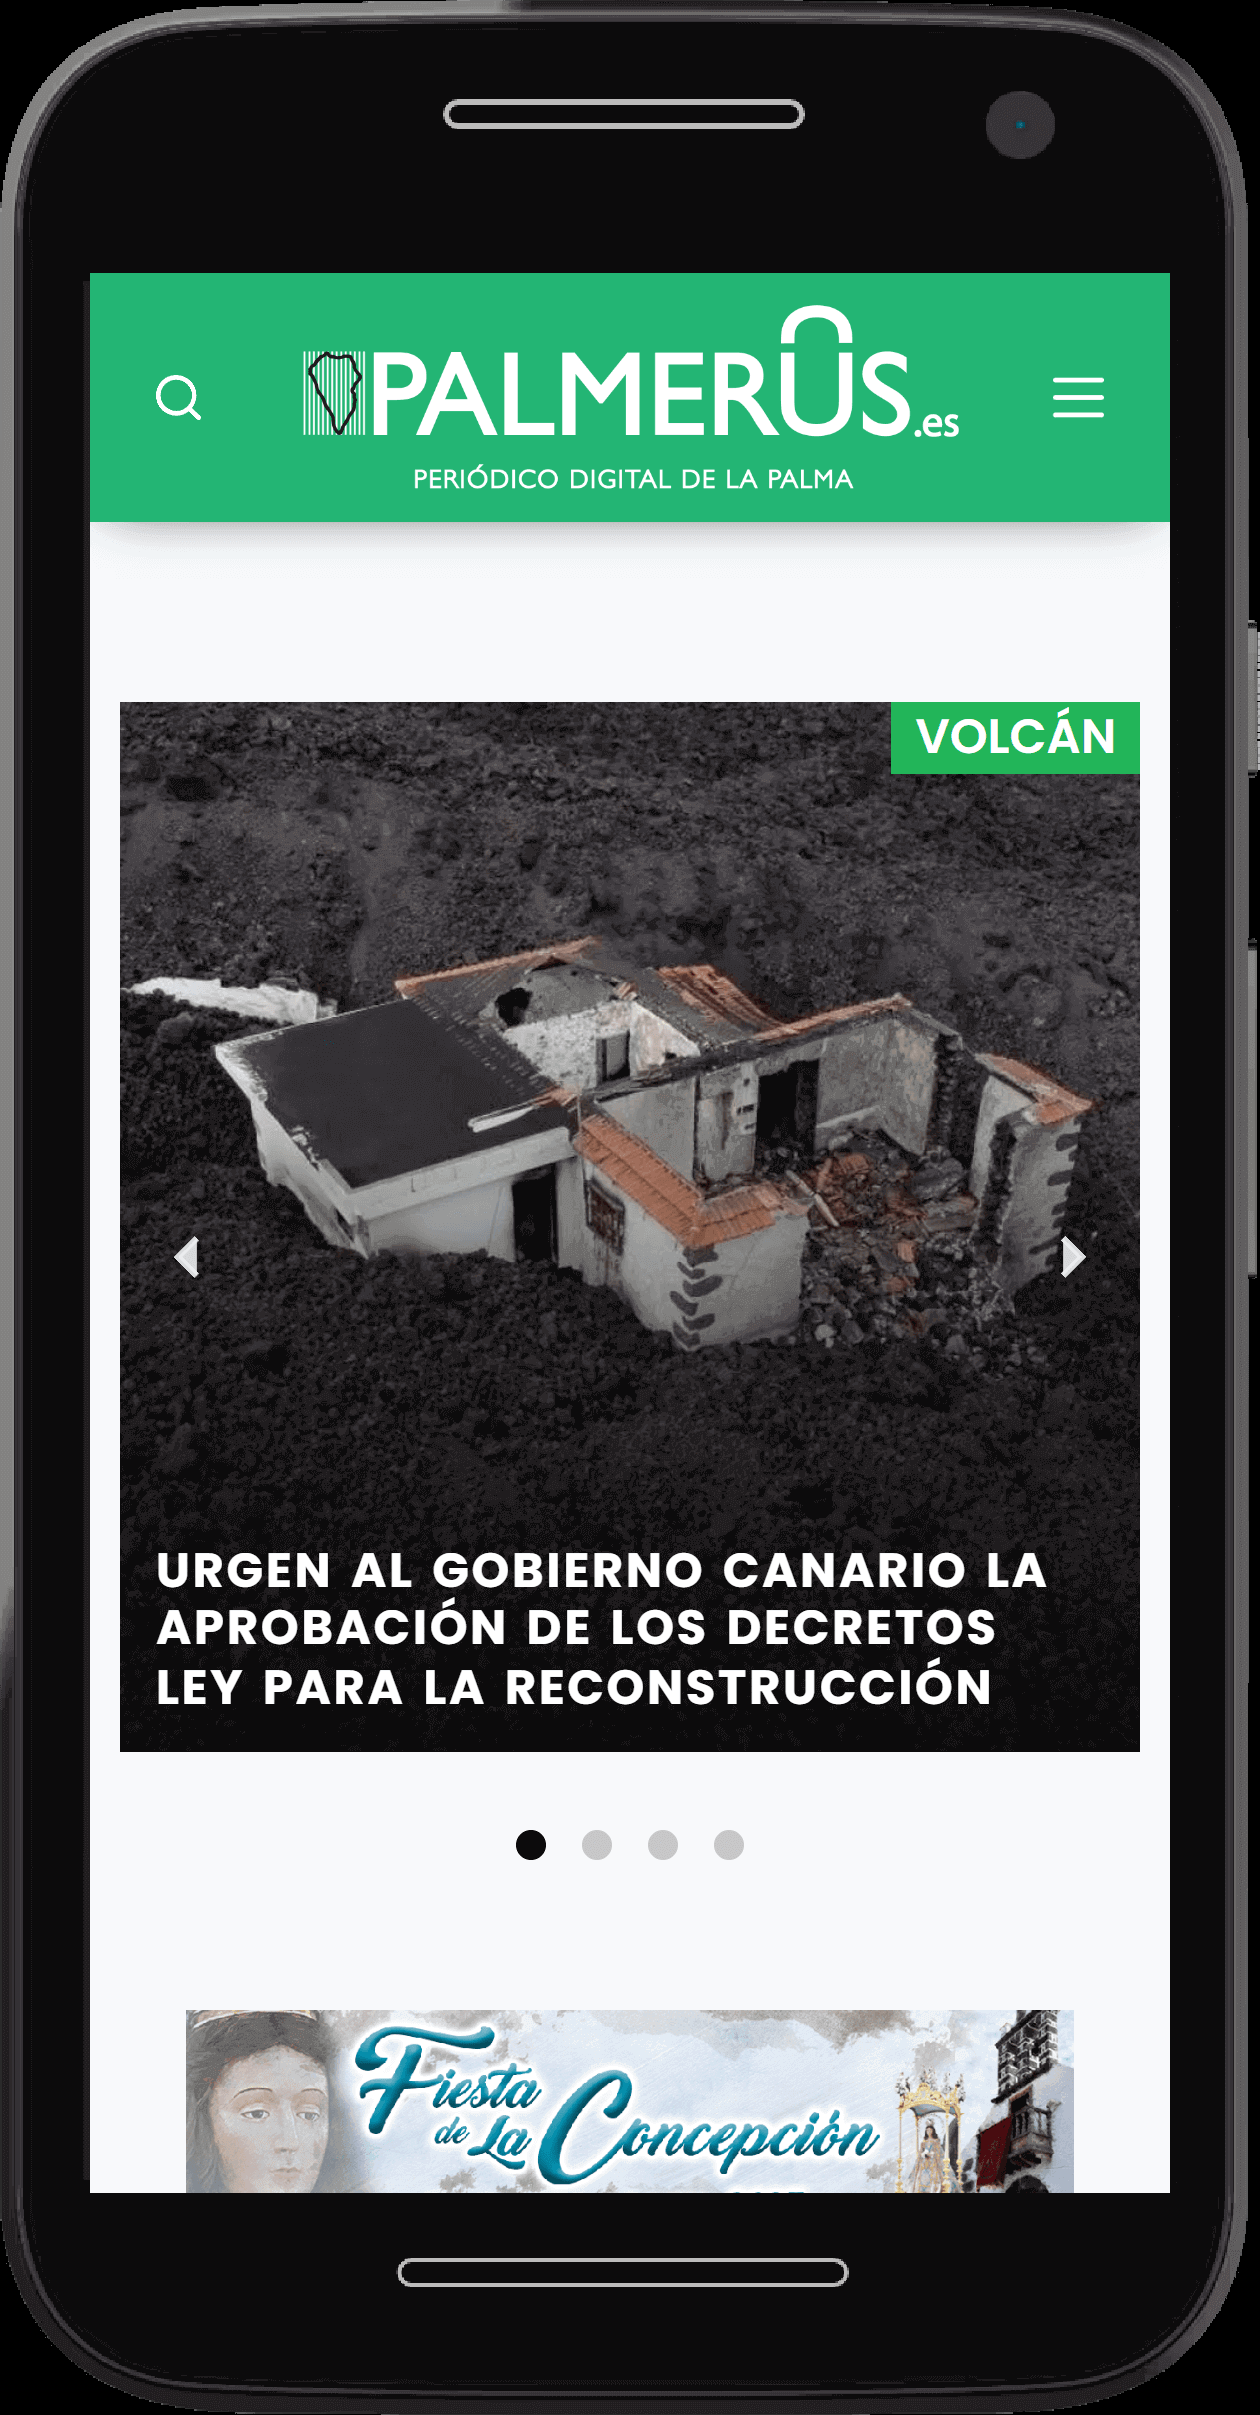 PALMERUS.es
PERIÓDICO DIGITAL DE LA PALMA
VOLCÁN
URGEN AL GOBIERNO CANARIO LA
APROBACIÓN DE LOS DECRETOS
LEY PARA LA RECONSTRUCCIÓN
Fiesta
de La Concepción